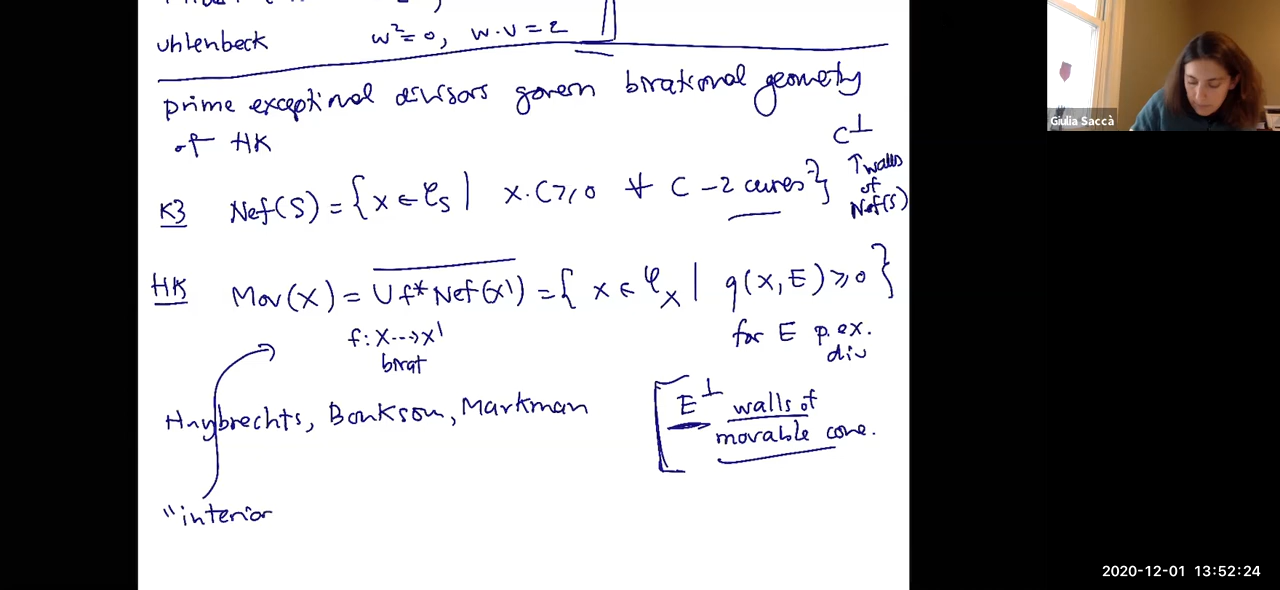 Uhlenbeck w²=0, w·v=2
prime exceptional divisors govern birational geometry
of HK
C⊥
↑ walls
of
Nef(S)
K3 Nef(S) = { x ∈ 𝒞_S | x·C ≥ 0 ∀ C -2 curves }
HK Mov(X) = ∪ f* Nef(X') = { x ∈ 𝒞_X | q(x,E) ≥ 0 }
f: X ⇢ X'
birat
for E p. ex.
div
Huybrechts, Bouksom, Markman
E⊥ walls of
movable cone.
"interior
Giulia Saccà
2020-12-01 13:52:24